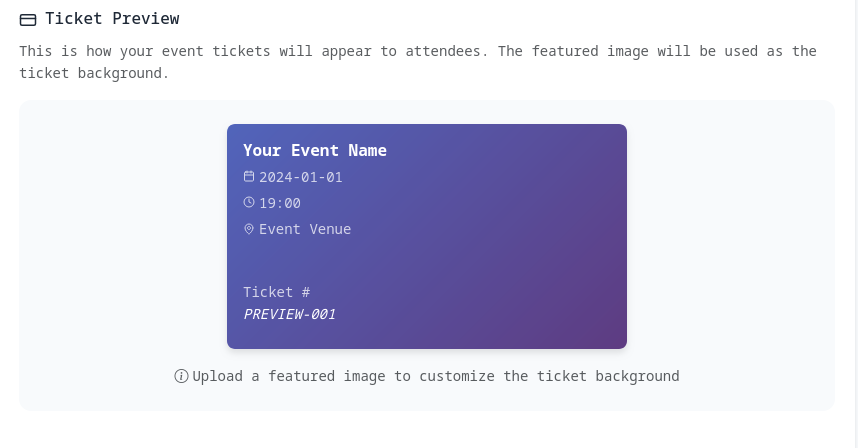 Ticket Preview
This is how your event tickets will appear to attendees. The featured image will be used as the
ticket background.
Your Event Name
2024-01-01
19:00
Event Venue
Ticket #
PREVIEW-001
Upload a featured image to customize the ticket background